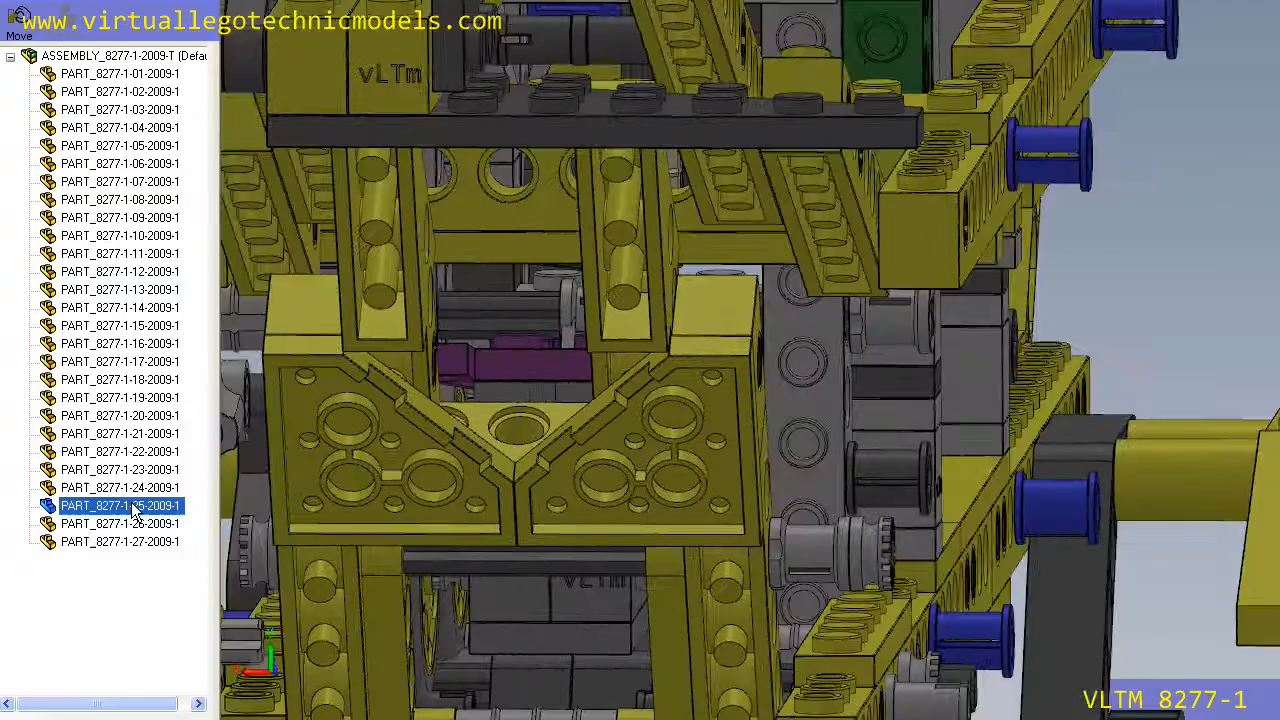 www.virtuallegotechnicmodels.com
Move
ASSEMBLY_8277-1-2009-T (Defau
PART_8277-1-01-2009-1
PART_8277-1-02-2009-1
PART_8277-1-03-2009-1
PART_8277-1-04-2009-1
PART_8277-1-05-2009-1
PART_8277-1-06-2009-1
PART_8277-1-07-2009-1
PART_8277-1-08-2009-1
PART_8277-1-09-2009-1
PART_8277-1-10-2009-1
PART_8277-1-11-2009-1
PART_8277-1-12-2009-1
PART_8277-1-13-2009-1
PART_8277-1-14-2009-1
PART_8277-1-15-2009-1
PART_8277-1-16-2009-1
PART_8277-1-17-2009-1
PART_8277-1-18-2009-1
PART_8277-1-19-2009-1
PART_8277-1-20-2009-1
PART_8277-1-21-2009-1
PART_8277-1-22-2009-1
PART_8277-1-23-2009-1
PART_8277-1-24-2009-1
PART_8277-1-25-2009-1
PART_8277-1-26-2009-1
PART_8277-1-27-2009-1
vLTm
vLTm
VLTM 8277-1